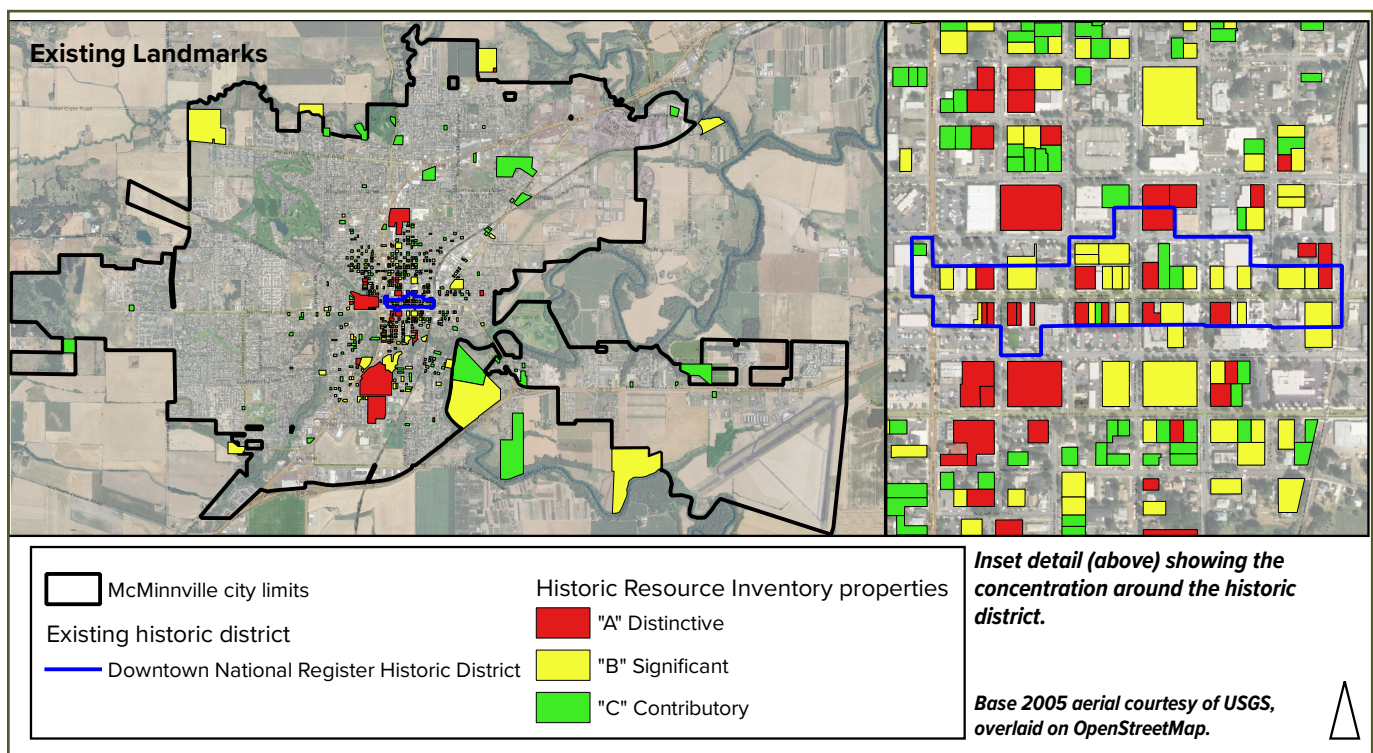 Existing Landmarks
McMinnville city limits
Existing historic district
Downtown National Register Historic District
Historic Resource Inventory properties
"A" Distinctive
"B" Significant
"C" Contributory
Inset detail (above) showing the
concentration around the historic
district.
Base 2005 aerial courtesy of USGS,
overlaid on OpenStreetMap.